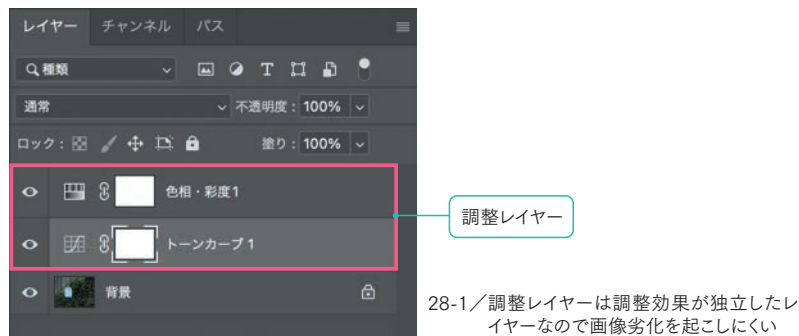 レイヤー チャンネル パス
種類
通常 不透明度：100%
ロック： 塗り：100%
色相・彩度1
トーンカーブ 1
背景
調整レイヤー
28-1／調整レイヤーは調整効果が独立したレ
イヤーなので画像劣化を起こしにくい